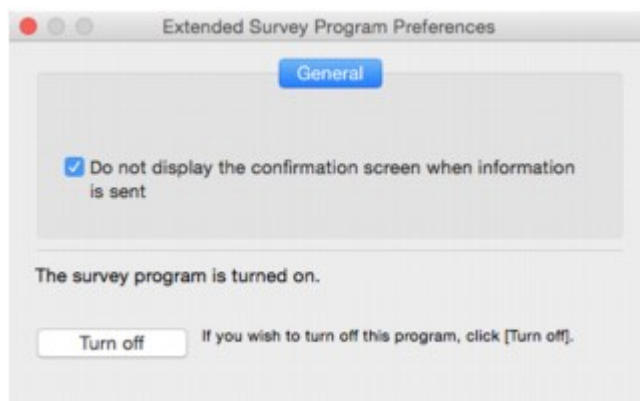 Extended Survey Program Preferences
General
Do not display the confirmation screen when information
is sent
The survey program is turned on.
Turn off
If you wish to turn off this program, click [Turn off].